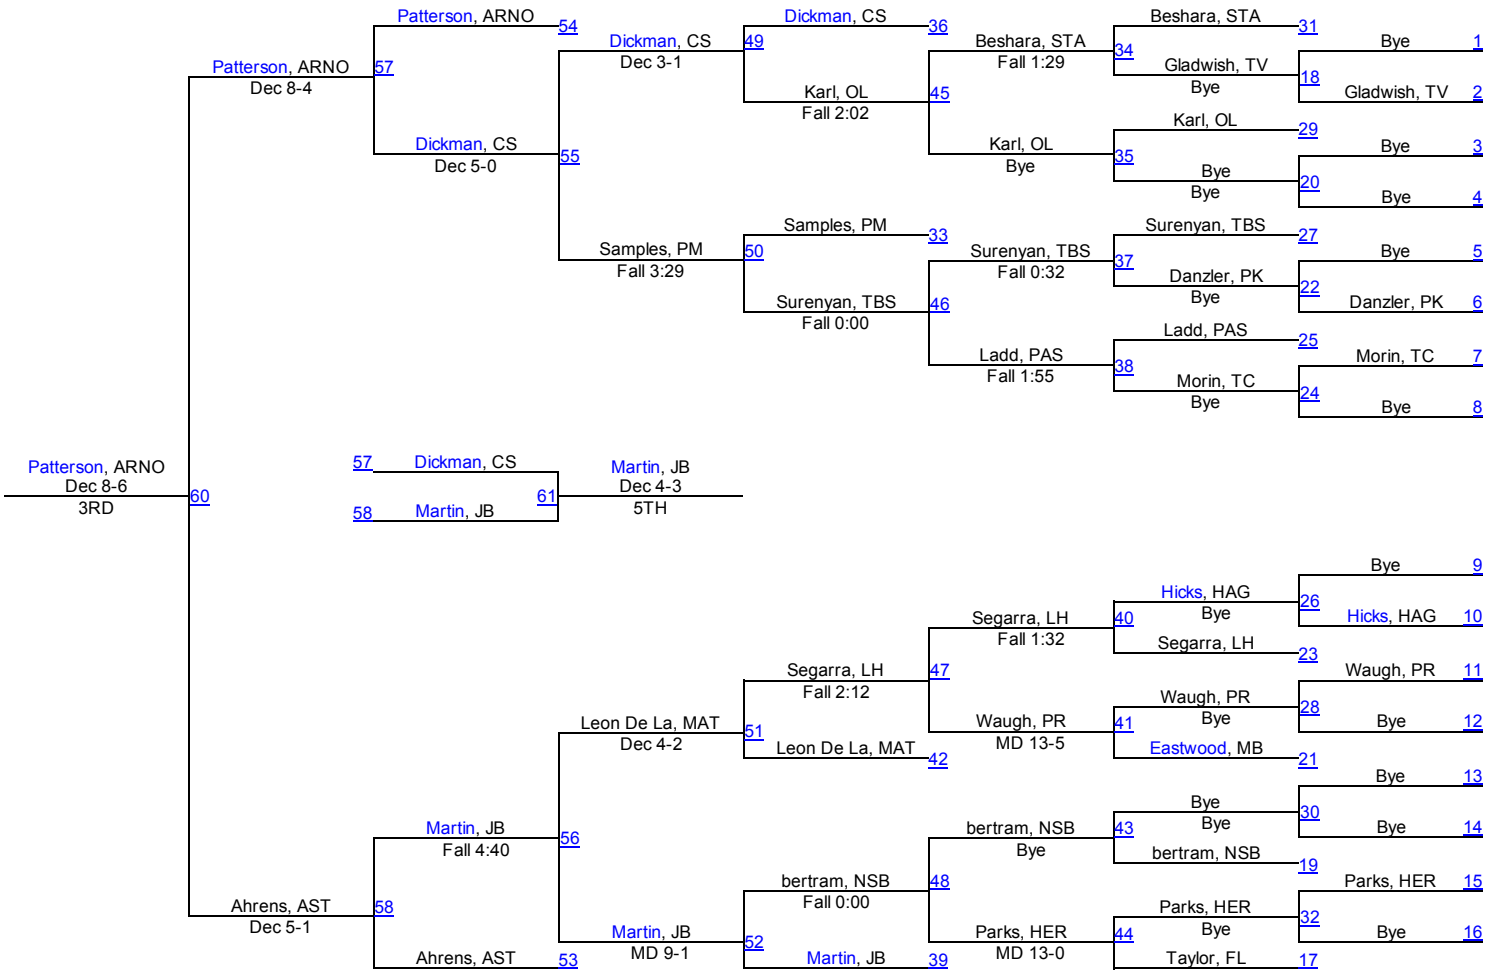 Patterson, ARNO 54
Dickman, CS 36
Beshara, STA 31
Dickman, CS 49
Dec 3-1
Beshara, STA 34
Fall 1:29
Bye 1
Patterson, ARNO 57
Dec 8-4
Gladwish, TV 18
Bye
Karl, OL 45
Fall 2:02
Gladwish, TV 2
Karl, OL 29
Dickman, CS 55
Dec 5-0
Karl, OL 35
Bye
Bye 3
Bye 20
Bye
Bye 4
Samples, PM 33
Surenyan, TBS 27
Samples, PM 50
Fall 3:29
Surenyan, TBS 37
Fall 0:32
Bye 5
Danzler, PK 22
Bye
Surenyan, TBS 46
Fall 0:00
Danzler, PK 6
Ladd, PAS 25
Ladd, PAS 38
Fall 1:55
Morin, TC 7
Morin, TC 24
Bye
Bye 8
Patterson, ARNO
Dec 8-6
3RD
60
57 Dickman, CS
58 Martin, JB
61
Martin, JB
Dec 4-3
5TH
Bye 9
Hicks, HAG 26
Bye
Segarra, LH 40
Fall 1:32
Hicks, HAG 10
Segarra, LH 23
Segarra, LH 47
Fall 2:12
Waugh, PR 11
Waugh, PR 28
Bye
Leon De La, MAT 51
Dec 4-2
Waugh, PR 41
MD 13-5
Bye 12
Leon De La, MAT 42
Eastwood, MB 21
Bye 13
Bye 30
Bye
Martin, JB 56
Fall 4:40
bertram, NSB 43
Bye
Bye 14
bertram, NSB 19
bertram, NSB 48
Fall 0:00
Parks, HER 15
Ahrens, AST 58
Dec 5-1
Parks, HER 32
Bye
Martin, JB 52
MD 9-1
Parks, HER 44
MD 13-0
Bye 16
Ahrens, AST 53
Martin, JB 39
Taylor, FL 17